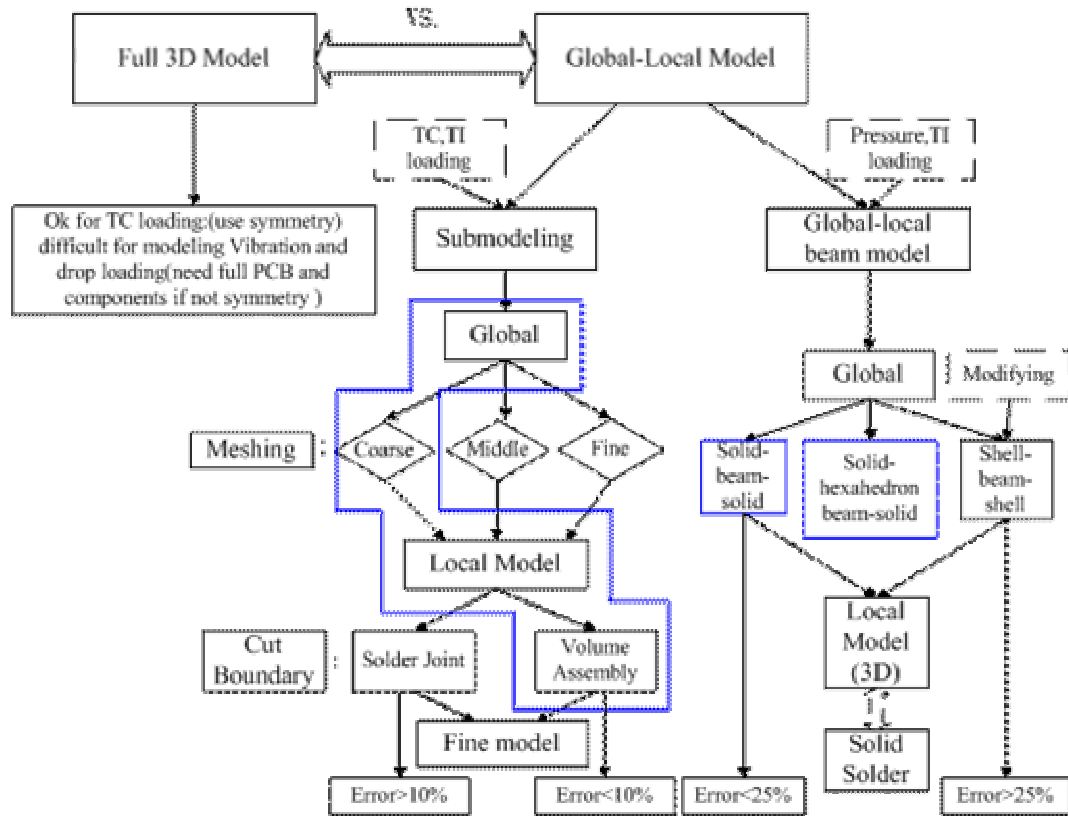 VS.
Full 3D Model
Global-Local Model
TC,TI
loading
Pressure,TI
loading
Ok for TC loading:(use symmetry)
difficult for modeling Vibration and
drop loading(need full PCB and
components if not symmetry )
Submodeling
Global-local
beam model
Global
Global
Modifying
Meshing :
Coarse
Middle
Fine
Solid-
beam-
solid
Solid-
hexahedron
beam-solid
Shell-
beam-
shell
Local Model
Local
Model
(3D)
Cut
Boundary :
Solder Joint
Volume
Assembly
Fine model
Solid
Solder
Error>10%
Error<10%
Error<25%
Error>25%